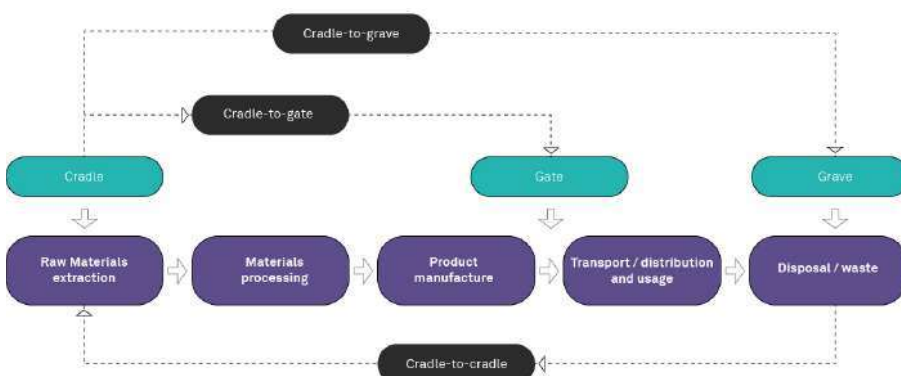 Cradle-to-grave
Cradle-to-gate
Cradle
Gate
Grave
Raw Materials
extraction
Materials
processing
Product
manufacture
Transport / distribution
and usage
Disposal / waste
Cradle-to-cradle